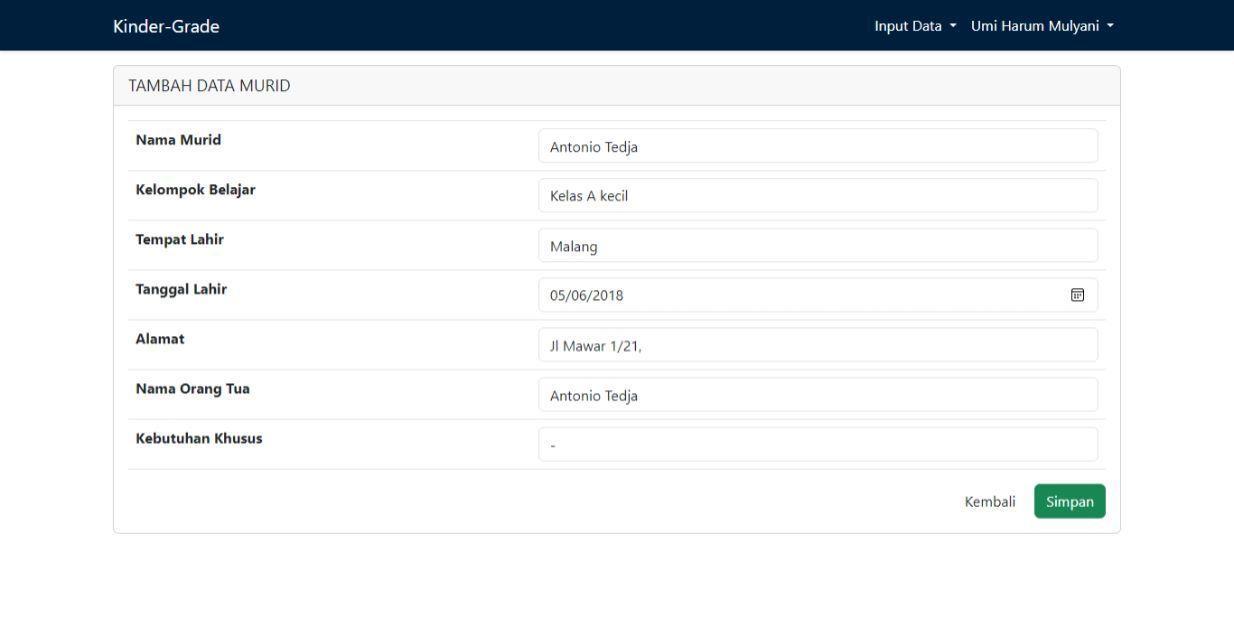 Kinder-Grade Input Data Umi Harum Mulyani
TAMBAH DATA MURID
Nama Murid Antonio Tedja
Kelompok Belajar Kelas A kecil
Tempat Lahir Malang
Tanggal Lahir 05/06/2018
Alamat Jl Mawar 1/21,
Nama Orang Tua Antonio Tedja
Kebutuhan Khusus -
Kembali Simpan